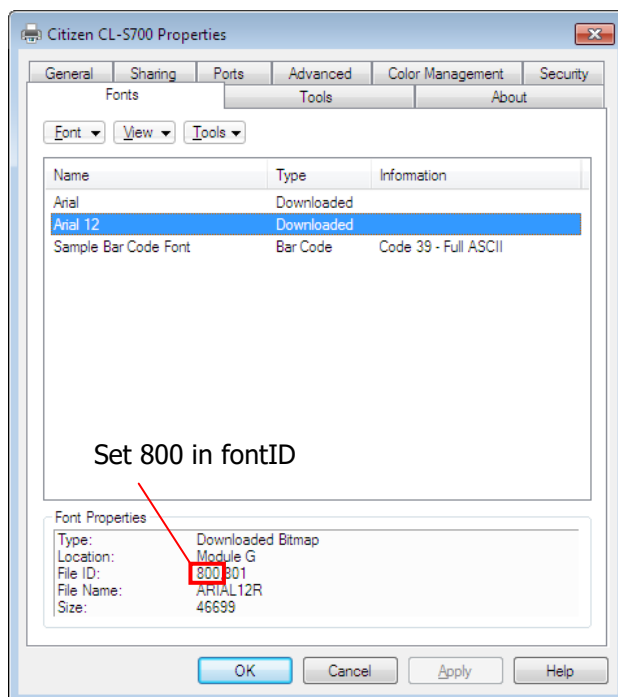 Citizen CL-S700 Properties
General Sharing Ports Advanced Color Management Security
Fonts Tools About
Font View Tools
Name Type Information
Arial Downloaded
Arial 12 Downloaded
Sample Bar Code Font Bar Code Code 39 - Full ASCII
Set 800 in fontID
Font Properties
Type: Downloaded Bitmap
Location: Module G
File ID: 800,801
File Name: ARIAL12R
Size: 46699
OK Cancel Apply Help